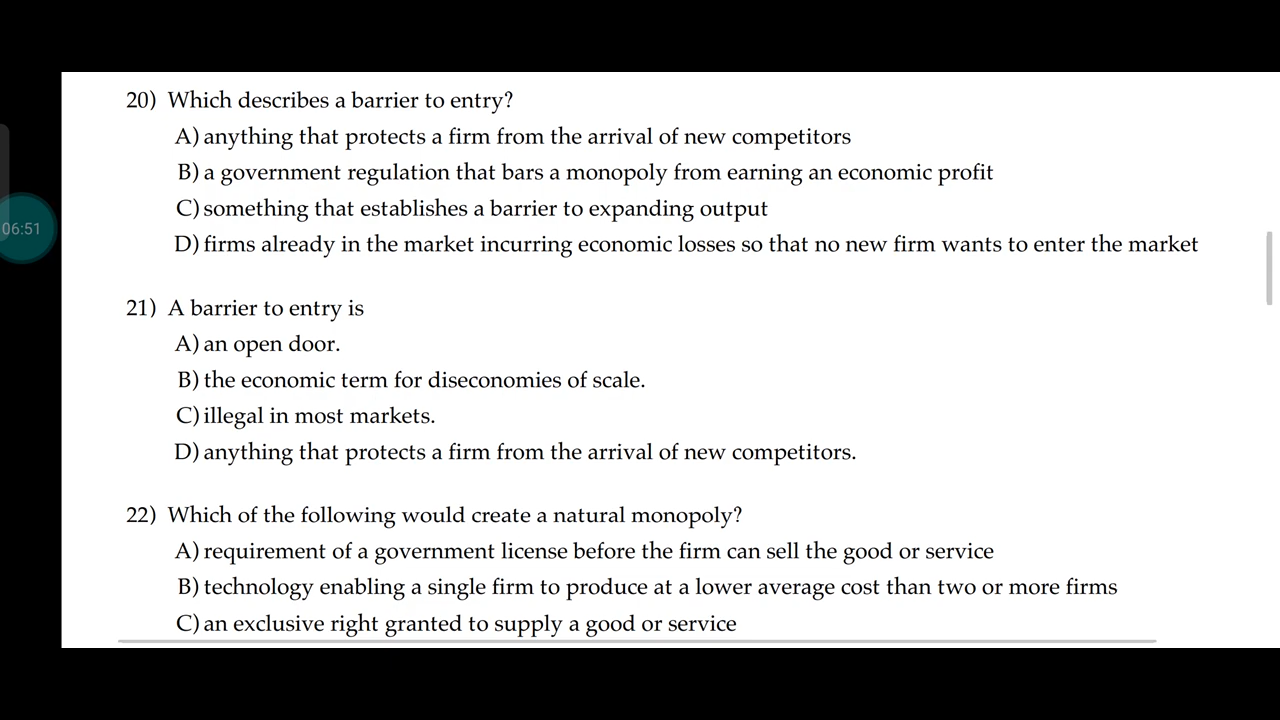 20) Which describes a barrier to entry?
A) anything that protects a firm from the arrival of new competitors
B) a government regulation that bars a monopoly from earning an economic profit
C) something that establishes a barrier to expanding output
D) firms already in the market incurring economic losses so that no new firm wants to enter the market
06:51
21) A barrier to entry is
A) an open door.
B) the economic term for diseconomies of scale.
C) illegal in most markets.
D) anything that protects a firm from the arrival of new competitors.
22) Which of the following would create a natural monopoly?
A) requirement of a government license before the firm can sell the good or service
B) technology enabling a single firm to produce at a lower average cost than two or more firms
C) an exclusive right granted to supply a good or service